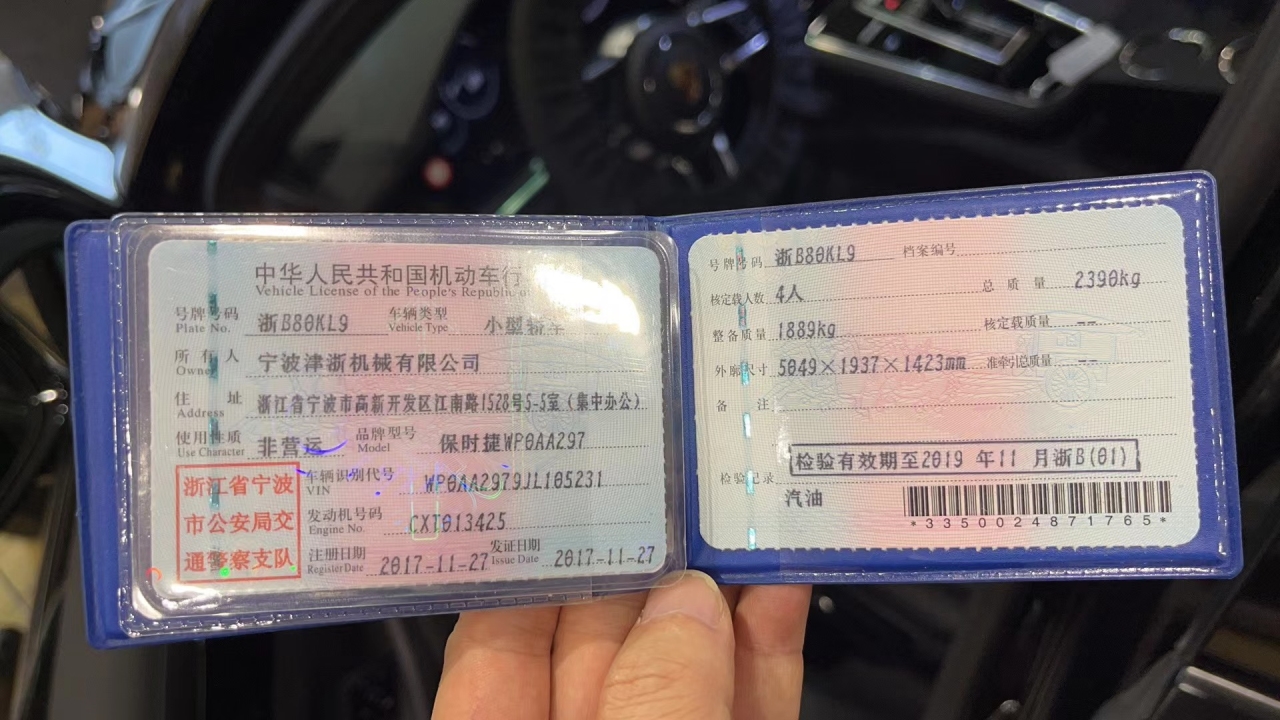 中华人民共和国机动车行
Vehicle License of the People's Republic o
号牌号码 浙B80KL9 车辆类型 小型轿车
Plate No. Vehicle Type
所有人 宁波津浙机械有限公司
Owner
住址 浙江省宁波市高新开发区江南路1528号5-5室（集中办公）
Address
使用性质 非营运 品牌型号 保时捷WP0AA297
Use Character Model
浙江省宁波
市公安局交
通警察支队
车辆识别代号 WP0AA2979JL105231
VIN
发动机号码 CXT013425
Engine No.
注册日期 2017-11-27 发证日期 2017-11-27
Register Date Issue Date
号牌号码 浙B80KL9 档案编号
核定载人数 4人 总质量 2390kg
整备质量 1889kg 核定载质量 --
外廓尺寸 5049×1937×1423mm 准牵引总质量 --
备注
检验有效期至2019 年11 月浙B(01)
检验记录
汽油
*3350024871765*